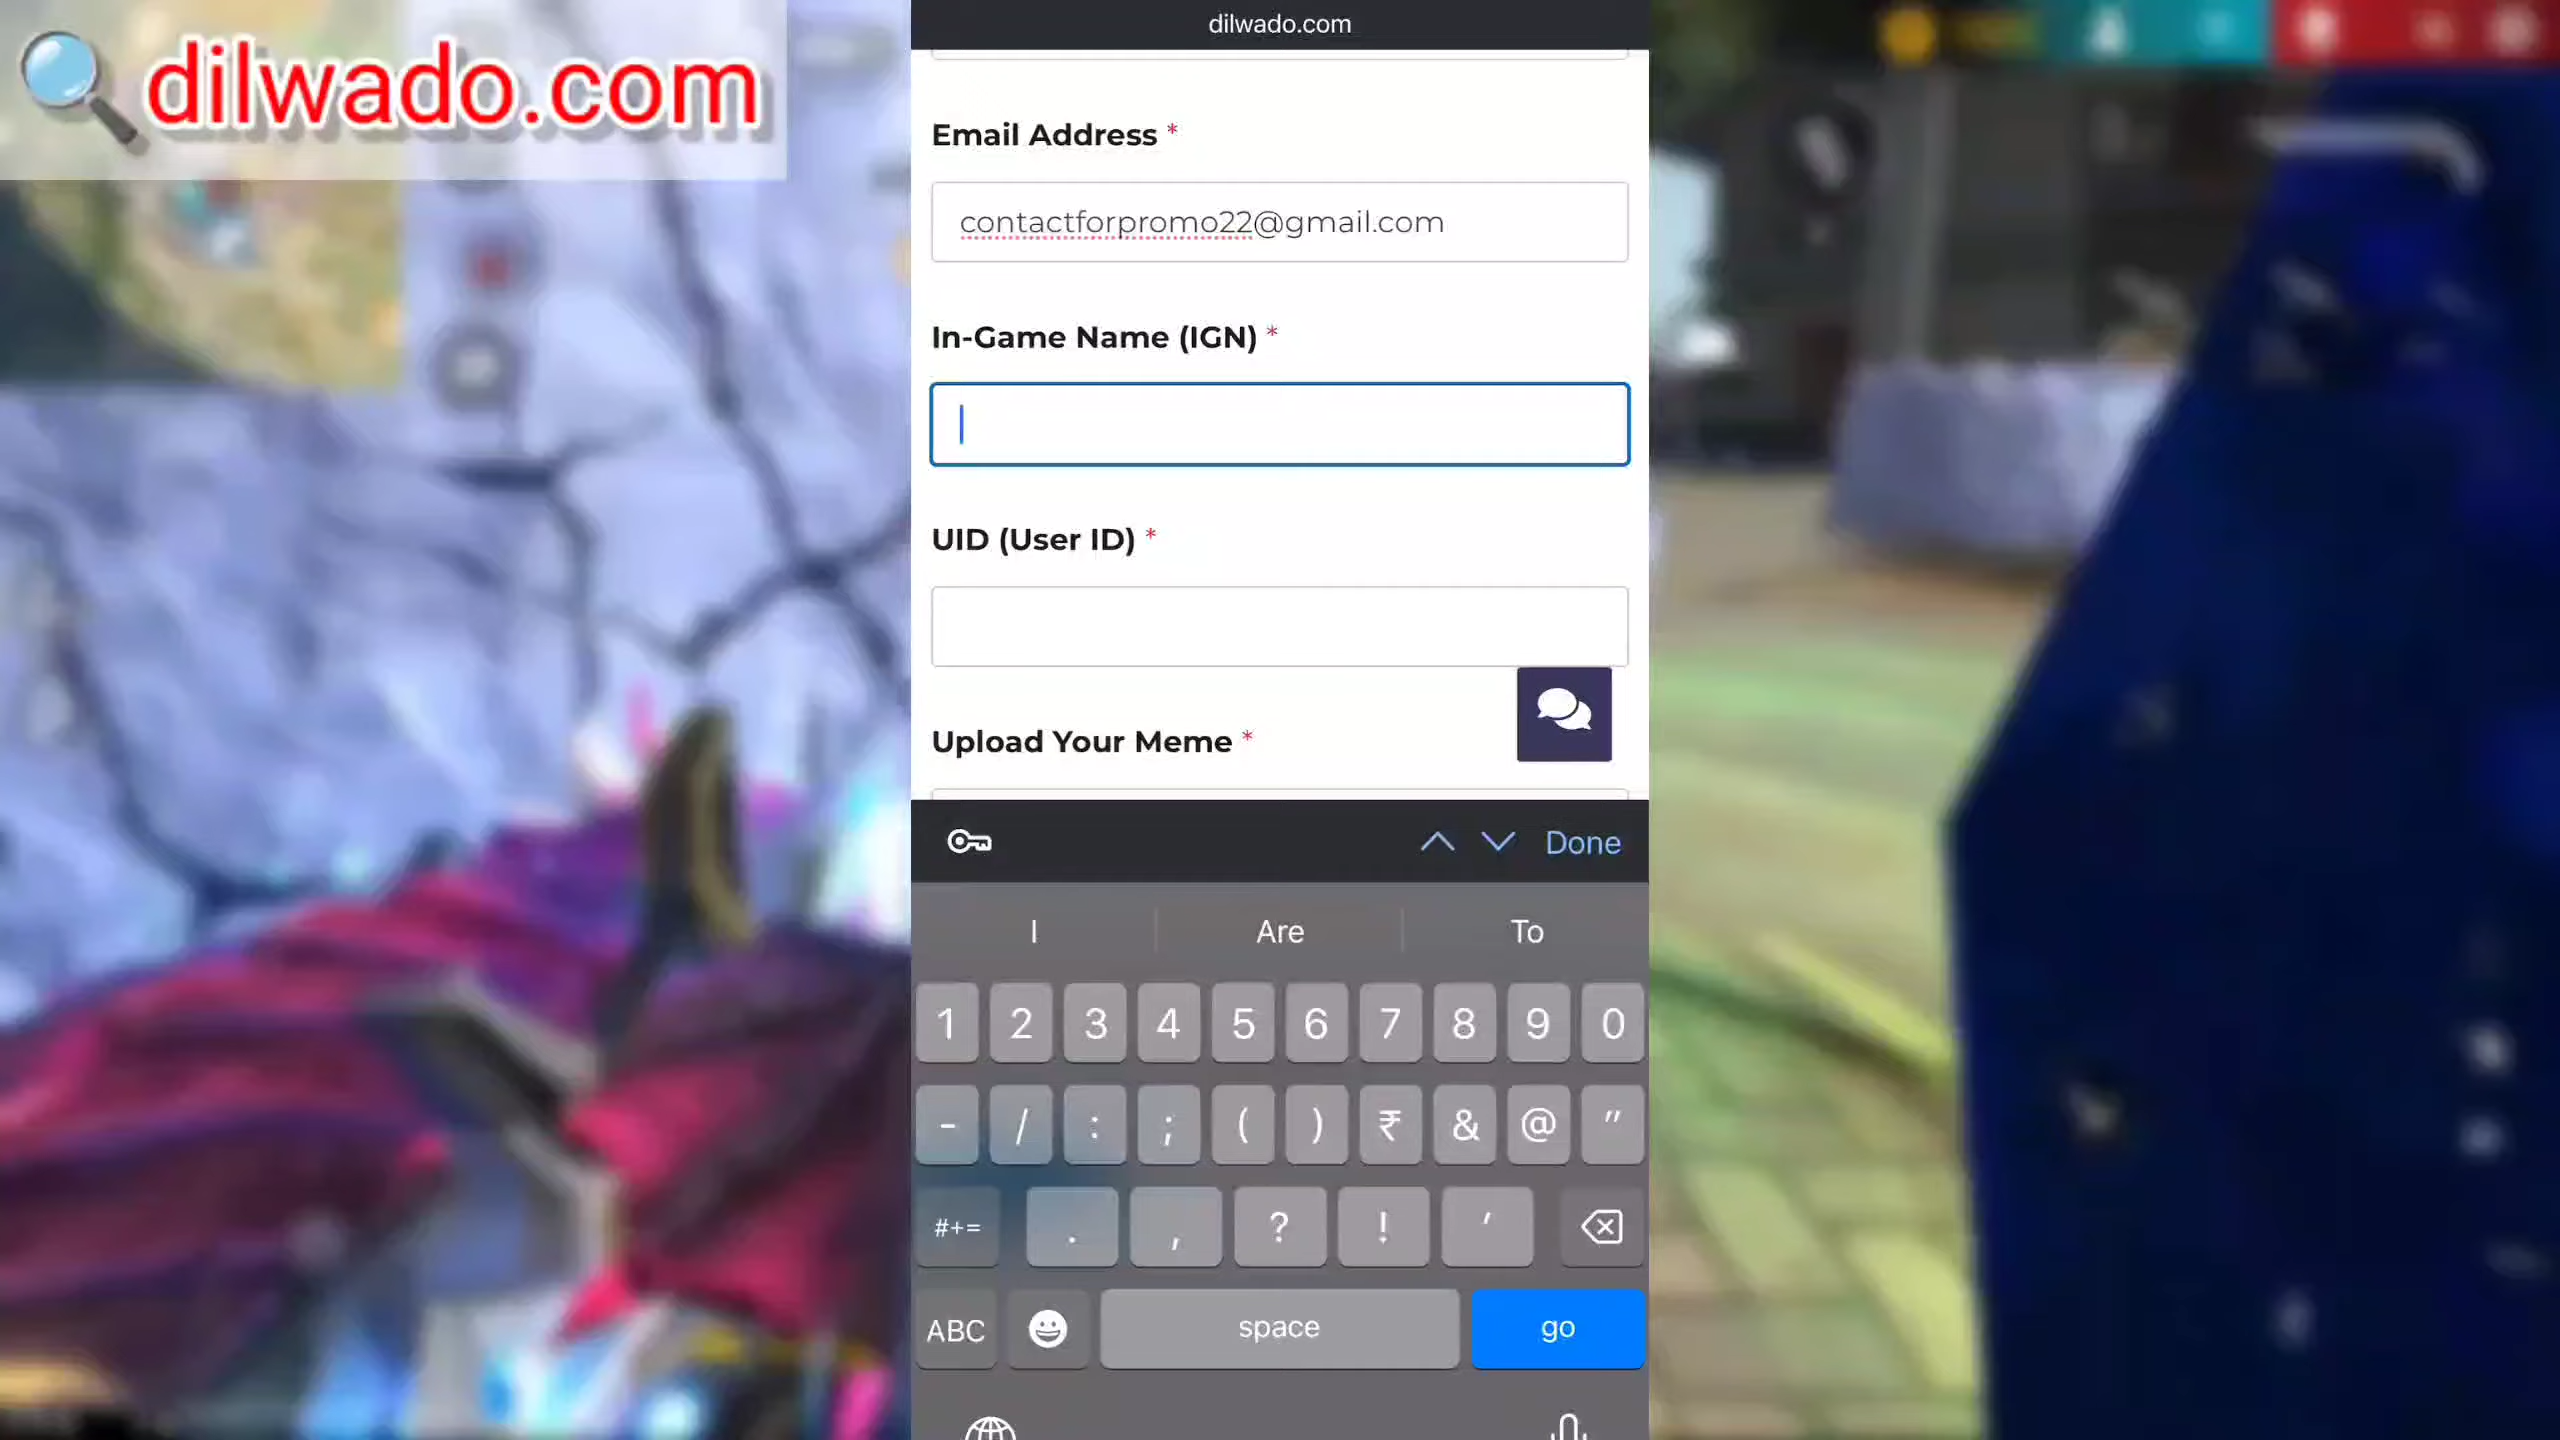 dilwado.com
dilwado.com
Email Address *
contactforpromo22@gmail.com
In-Game Name (IGN) *
UID (User ID) *
Upload Your Meme *
Done
I Are To
1 2 3 4 5 6 7 8 9 0
- / : ; ( ) ₹ & @ "
#+= . , ? ! '
ABC space go